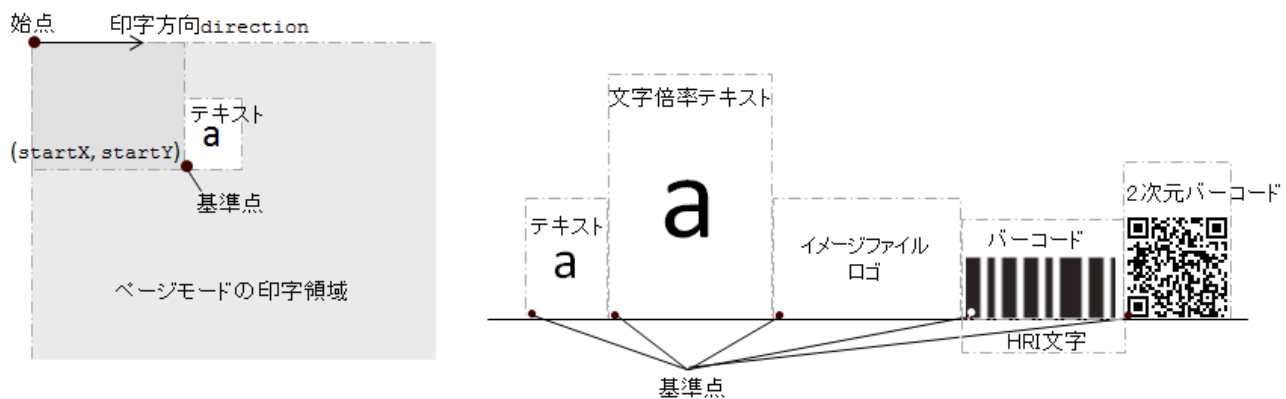 始点
印字方向direction
テキスト
a
(startX, startY)
基準点
ページモードの印字領域
文字倍率テキスト
a
テキスト
a
イメージファイル
ロゴ
バーコード
2次元バーコード
HRI文字
基準点